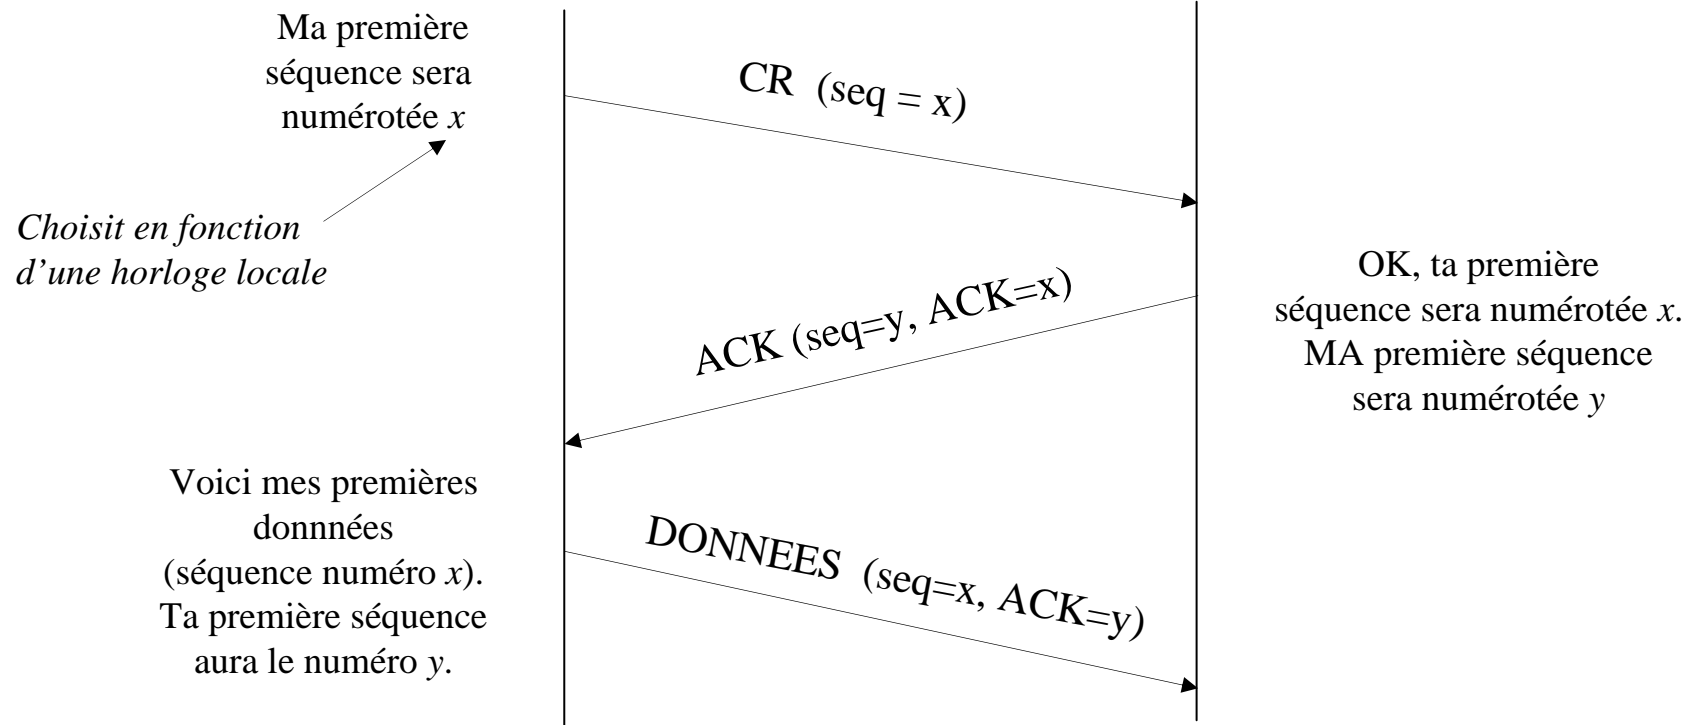 Ma première
séquence sera
numérotée x
CR (seq = x)
Choisit en fonction
d’une horloge locale
OK, ta première
séquence sera numérotée x.
MA première séquence
sera numérotée y
ACK (seq=y, ACK=x)
Voici mes premières
donnnées
(séquence numéro x).
Ta première séquence
aura le numéro y.
DONNEES (seq=x, ACK=y)